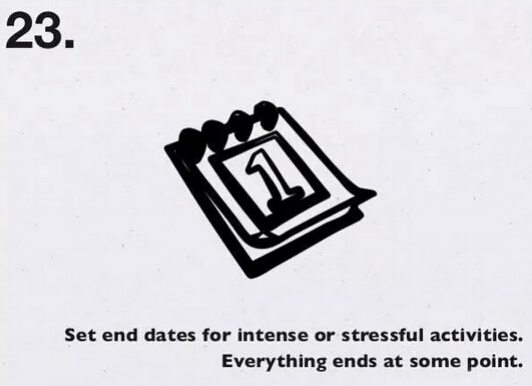 23.
1
Set end dates for intense or stressful activities.
Everything ends at some point.